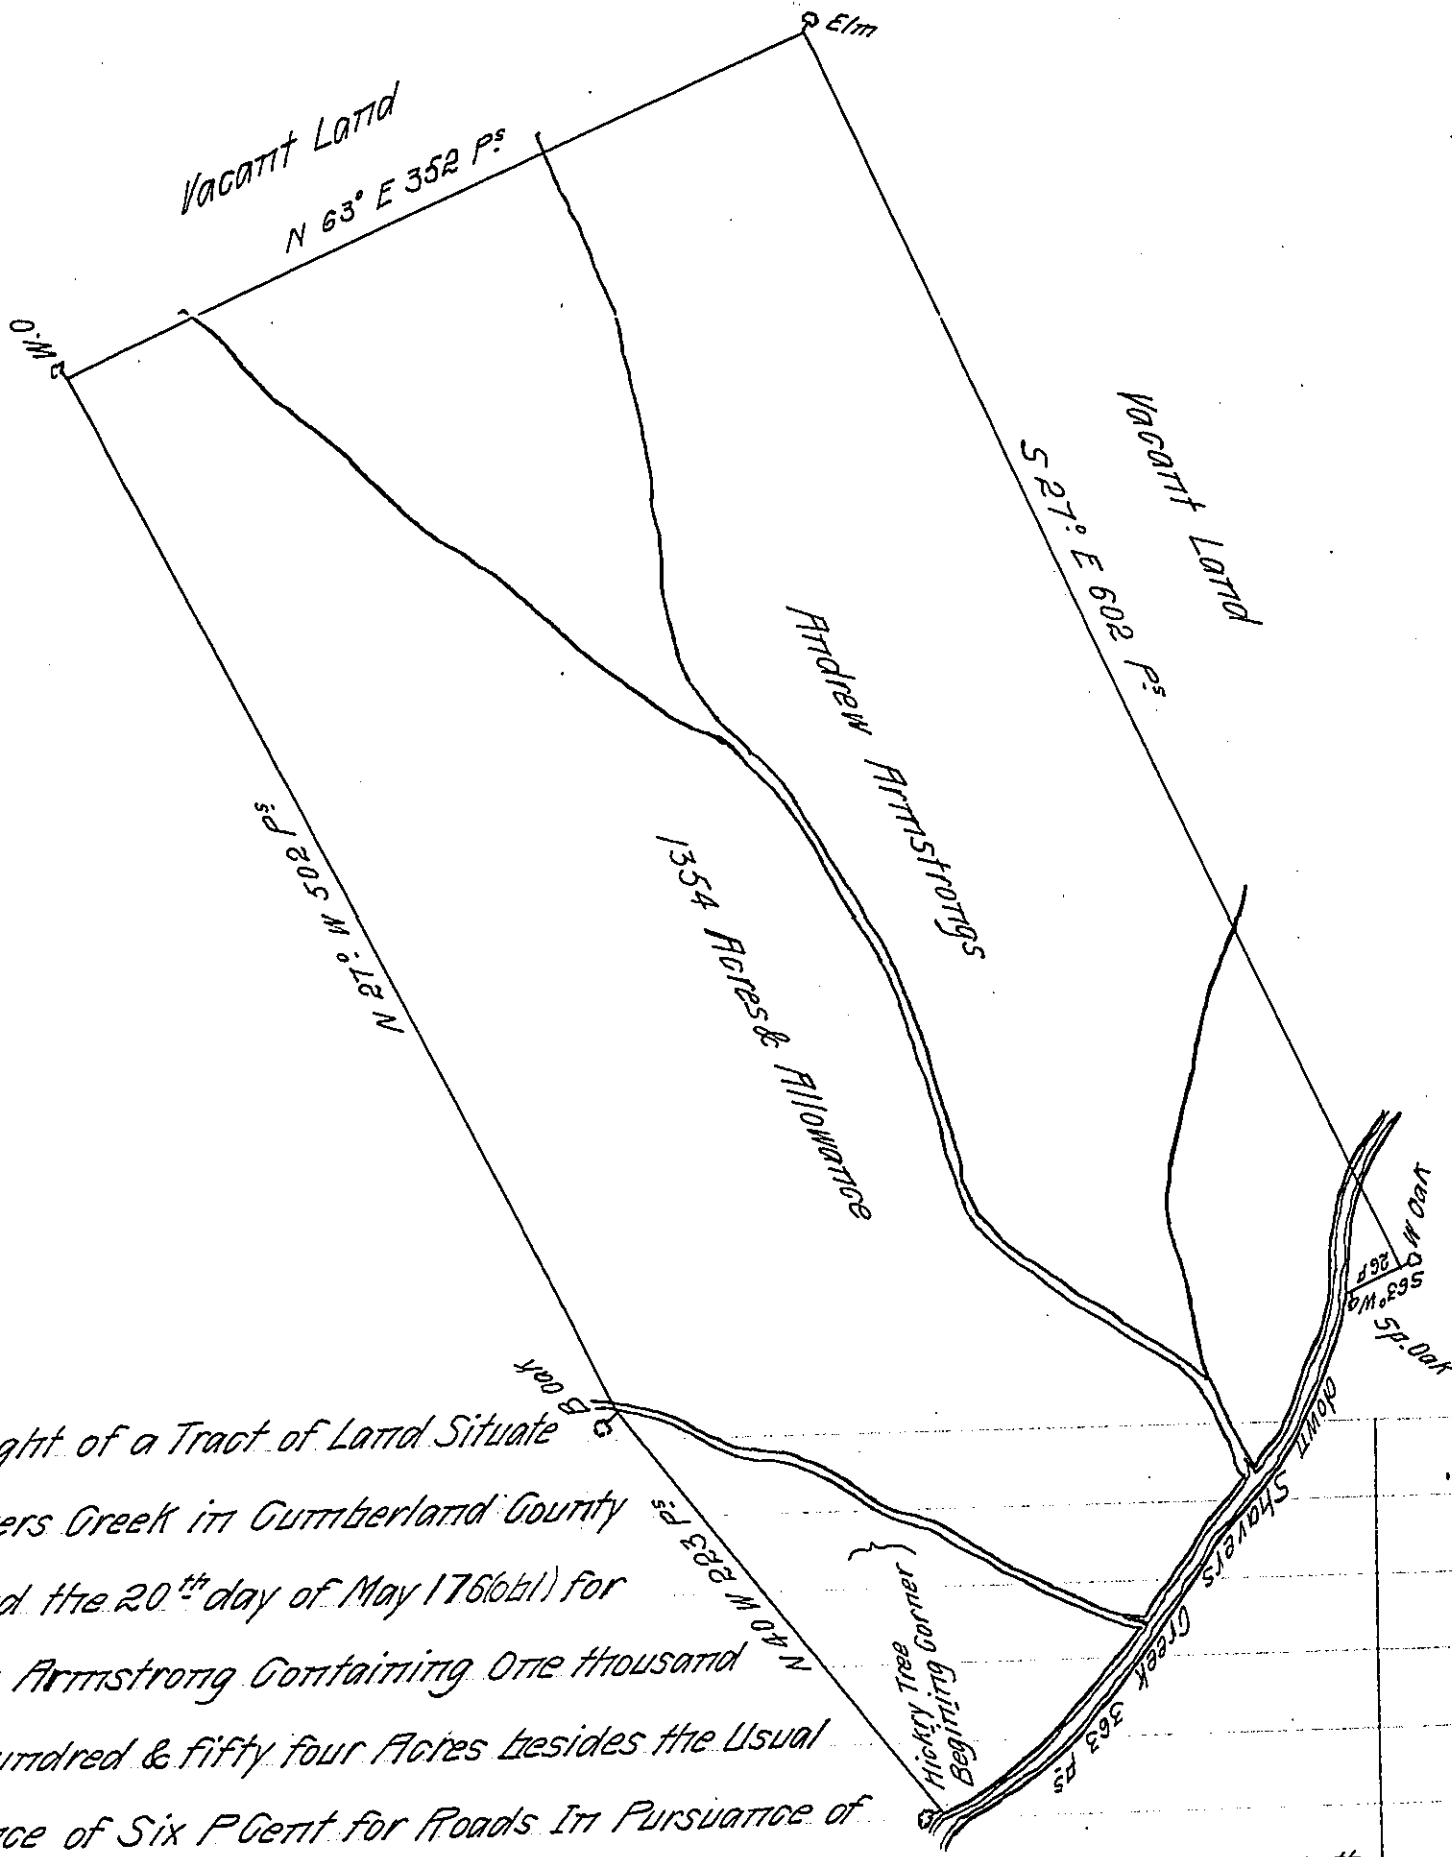 Elm
Vacant Land
N 63° E 352 Ps
W.O
Vacant Land
S 27° E 602 Ps
Andrew Armstrongs
1354 Acres & Allowance
N 27° W 502 Ps
W Oak
26 P
S63° W
Sp. Oak
B Oak
down Shavers Creek 363 Ps
N 40 W 223 Ps
Hickry Tree
Begining Corner
ght of a Tract of Land Situate
ers Creek in Cumberland County
d the 20th day of May 176
for
Armstrong Containing One thousand
undred & fifty four Acres besides the Usual
ce of Six P Cent for Roads In Pursuance of
th